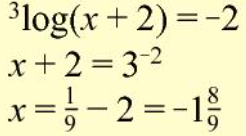 ³log(x + 2) = −2
x + 2 = 3⁻²
x = 1/9 − 2 = −1 8/9